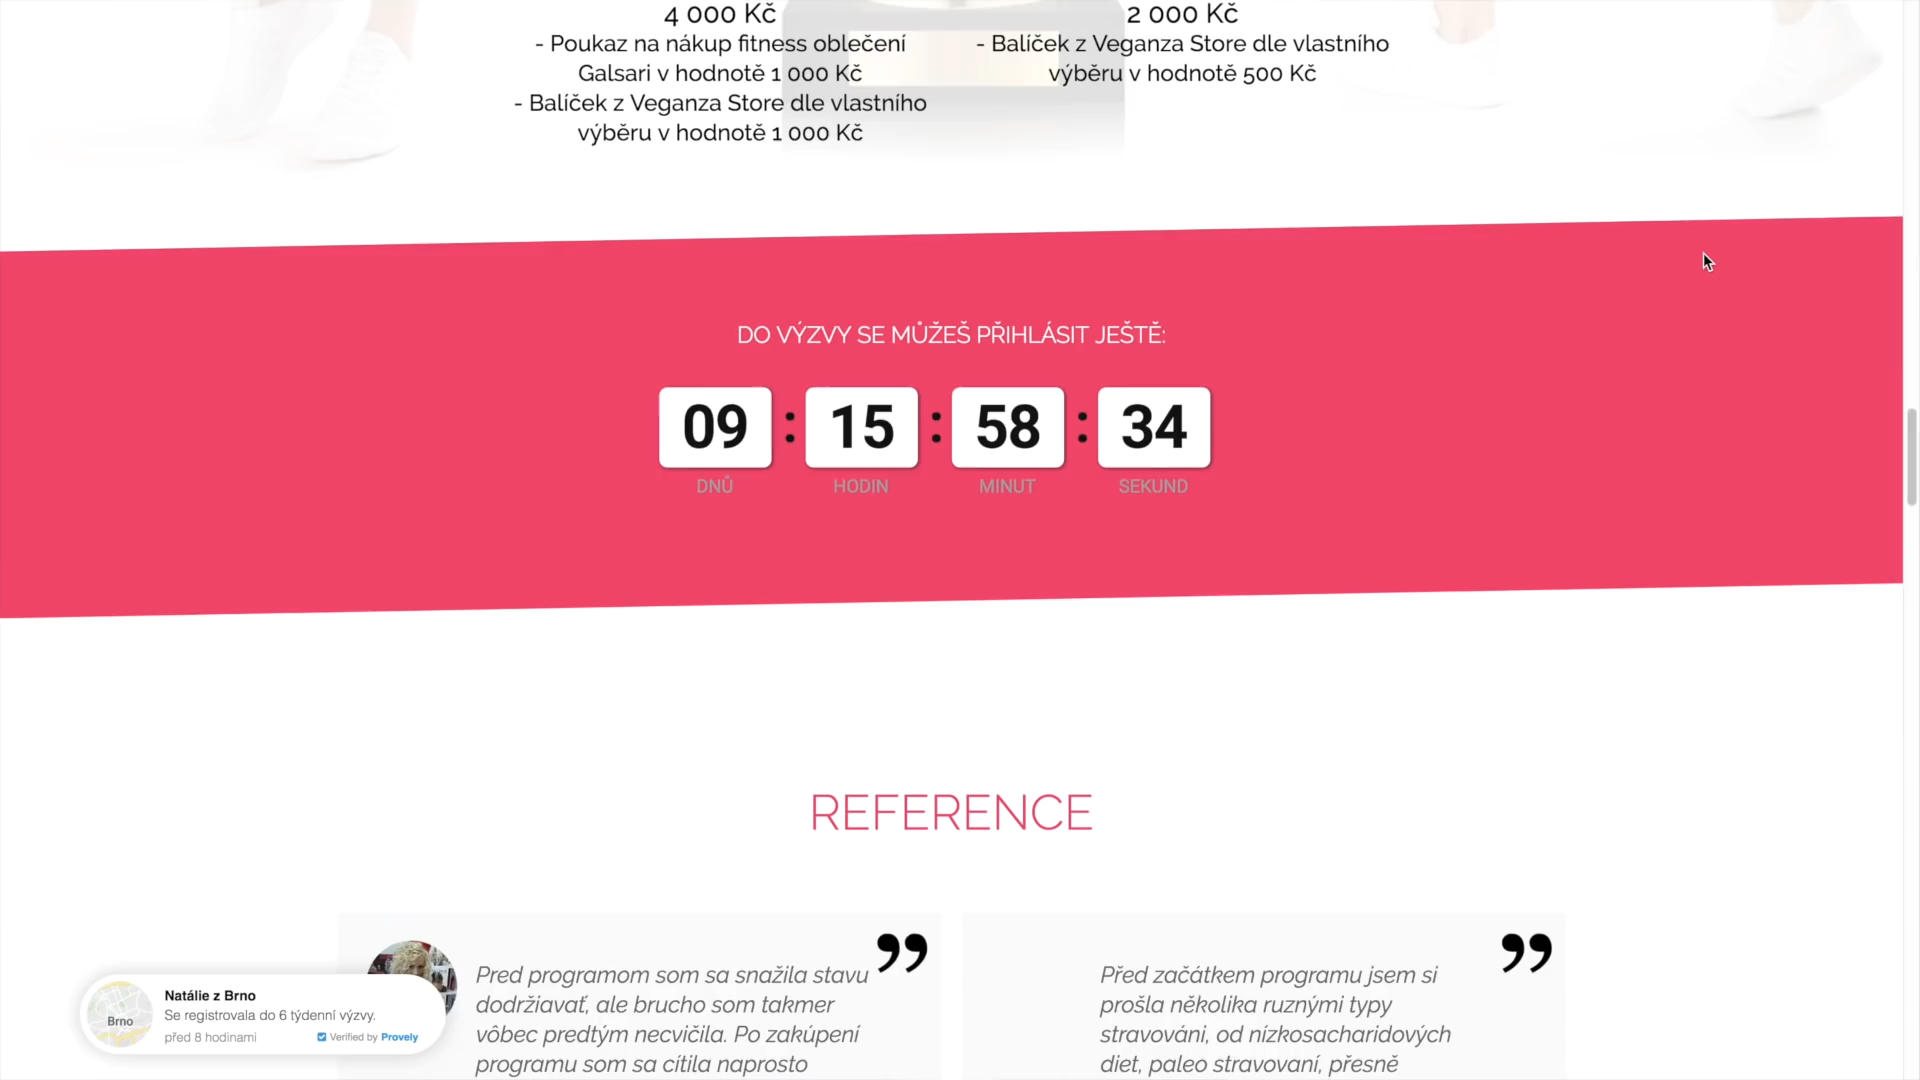 4 000 Kč
- Poukaz na nákup fitness oblečení
Galsari v hodnotě 1 000 Kč
- Balíček z Veganza Store dle vlastního
výběru v hodnotě 1 000 Kč
2 000 Kč
- Balíček z Veganza Store dle vlastního
výběru v hodnotě 500 Kč
DO VÝZVY SE MŮŽEŠ PŘIHLÁSIT JEŠTĚ:
09 : 15 : 58 : 34
DNŮ HODIN MINUT SEKUND
REFERENCE
Pred programom som sa snažila stavu
dodržiavať, ale brucho som takmer
vôbec predtým necvičila. Po zakúpení
programu som sa cítila naprosto
Před začátkem programu jsem si
prošla několika ruznými typy
stravováni, od nízkosacharidových
diet, paleo stravovaní, přesně
Natálie z Brno
Se registrovala do 6 týdenní výzvy.
před 8 hodinami
Verified by Provely
Brno